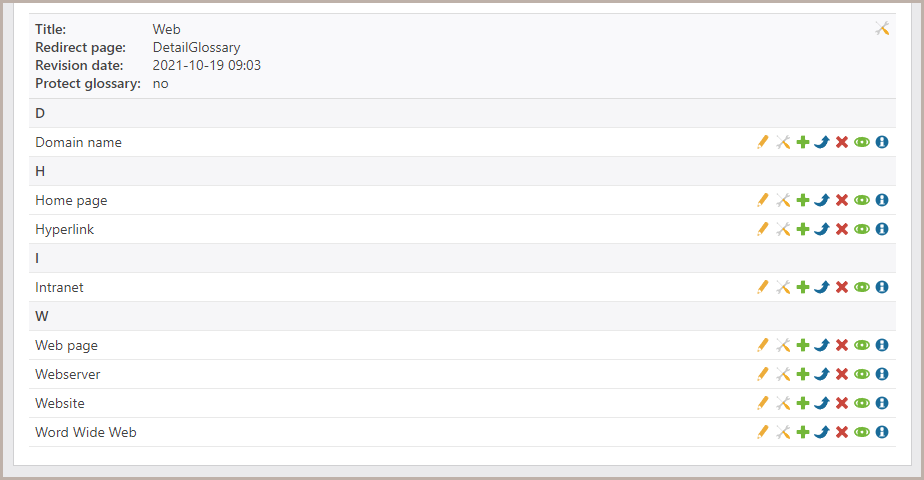 Title: Web
Redirect page: DetailGlossary
Revision date: 2021-10-19 09:03
Protect glossary: no
D
Domain name
H
Home page
Hyperlink
I
Intranet
W
Web page
Webserver
Website
Word Wide Web